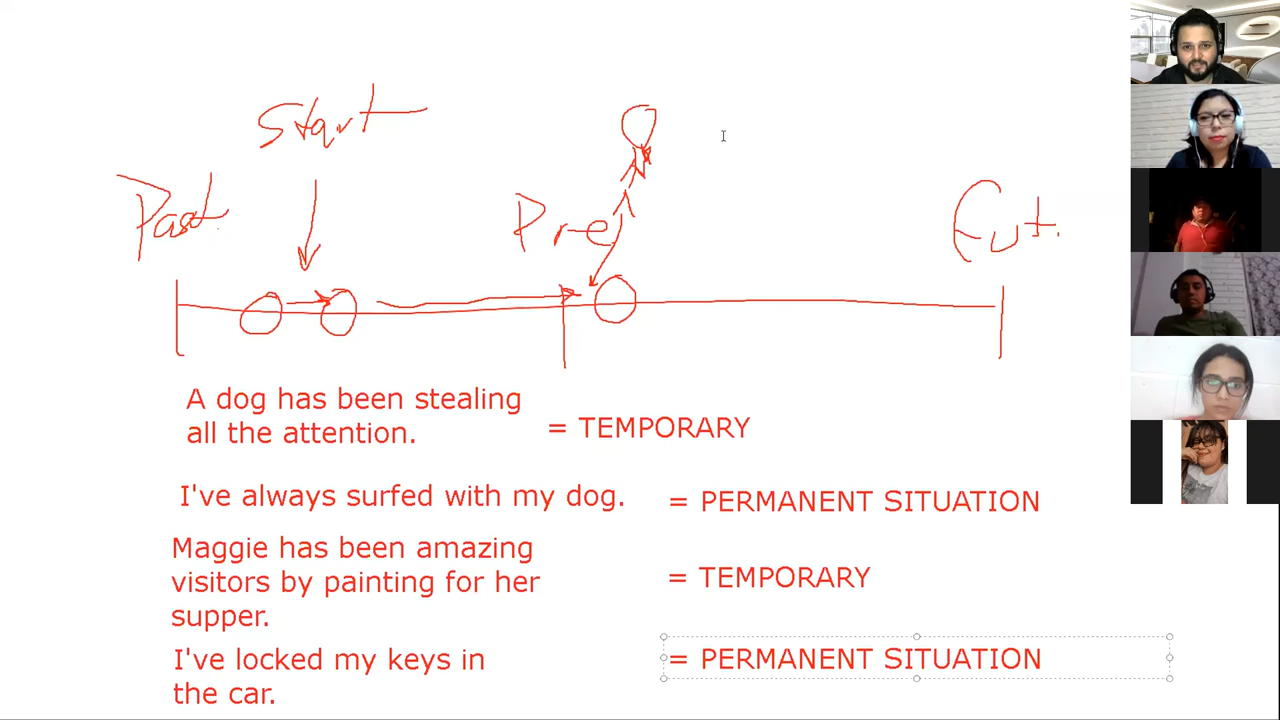 Start
Past
Pre
Fut.
A dog has been stealing
all the attention.
= TEMPORARY
I've always surfed with my dog.
= PERMANENT SITUATION
Maggie has been amazing
visitors by painting for her
supper.
= TEMPORARY
I've locked my keys in
the car.
= PERMANENT SITUATION